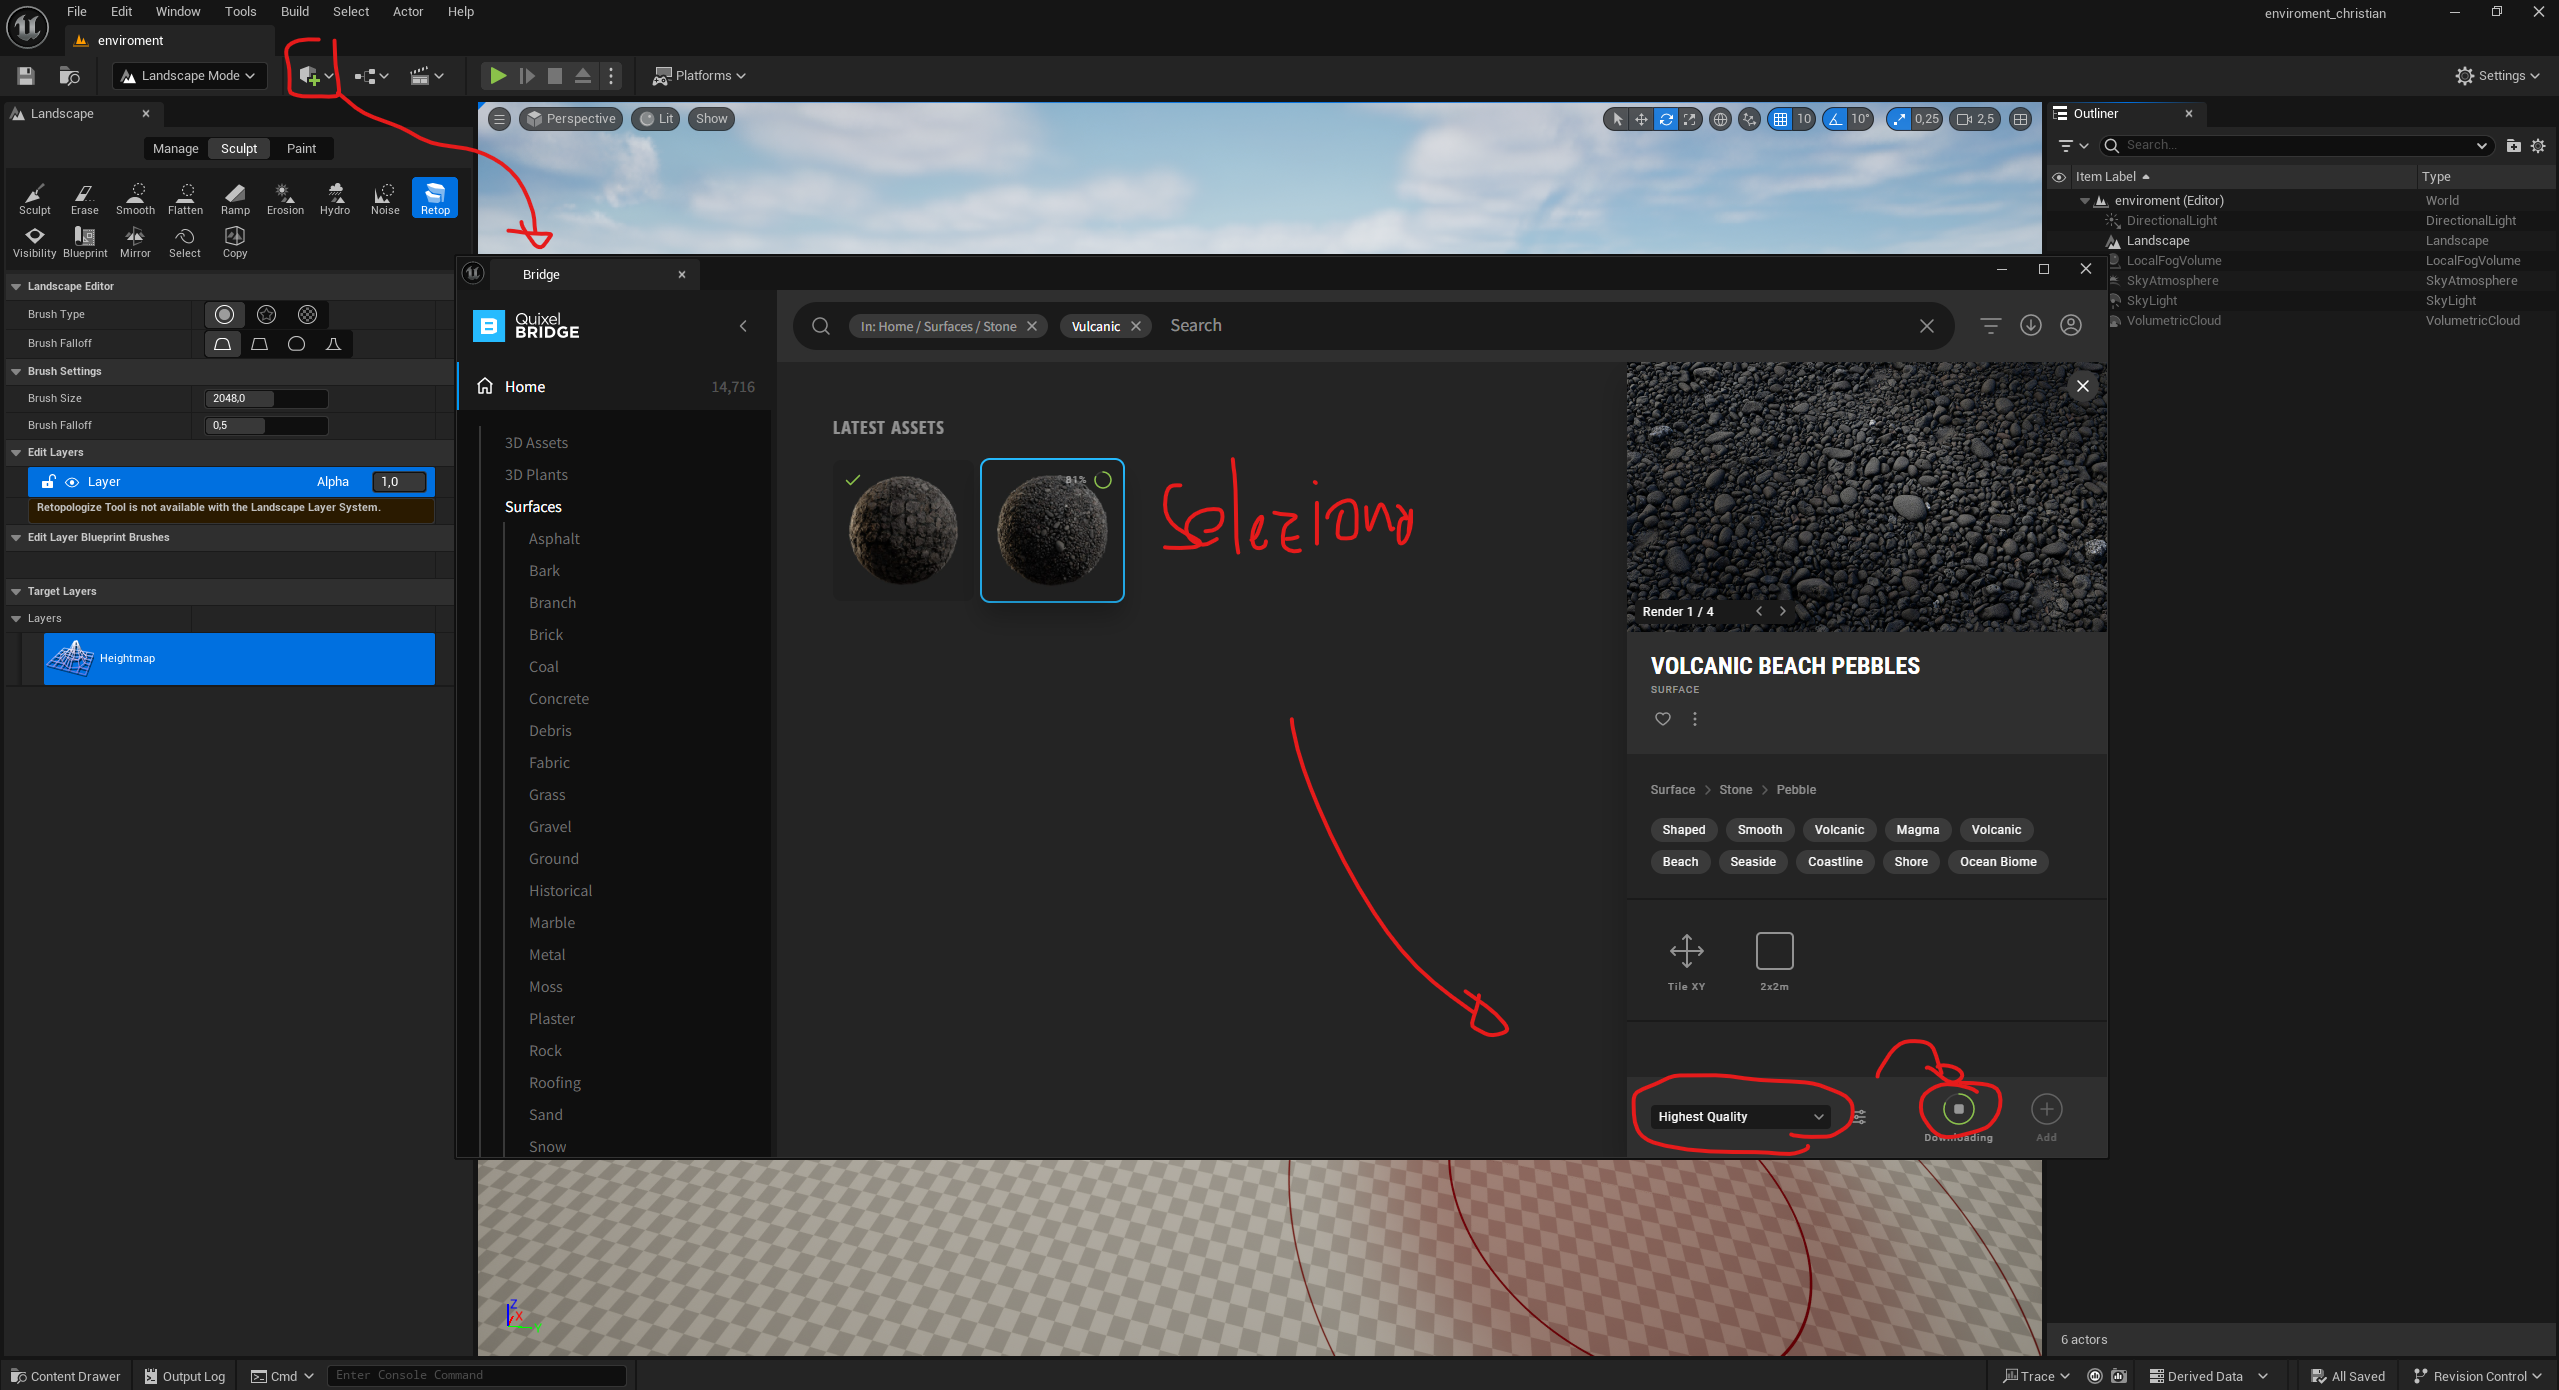 File Edit Window Tools Build Select Actor Help
enviroment_christian
enviroment
Landscape Mode
Platforms
Settings
Landscape
Manage Sculpt Paint
Sculpt Erase Smooth Flatten Ramp Erosion Hydro Noise Retop
Visibility Blueprint Mirror Select Copy
Landscape Editor
Brush Type
Brush Falloff
Brush Settings
Brush Size 2048,0
Brush Falloff 0,5
Edit Layers
Layer Alpha 1,0
Retopologize Tool is not available with the Landscape Layer System.
Edit Layer Blueprint Brushes
Target Layers
Layers
Heightmap
Perspective Lit Show
10 10° 0,25 2,5
Bridge
Quixel
BRIDGE
Home 14,716
3D Assets
3D Plants
Surfaces
Asphalt
Bark
Branch
Brick
Coal
Concrete
Debris
Fabric
Grass
Gravel
Ground
Historical
Marble
Metal
Moss
Plaster
Rock
Roofing
Sand
Snow
In: Home / Surfaces / Stone
Vulcanic
Search
LATEST ASSETS
81%
Seleziona
Render 1 / 4
VOLCANIC BEACH PEBBLES
SURFACE
Surface > Stone > Pebble
Shaped Smooth Volcanic Magma Volcanic
Beach Seaside Coastline Shore Ocean Biome
Tile XY 2x2m
Highest Quality
Downloading Add
Z
X
Y
Outliner
Search...
Item Label Type
enviroment (Editor) World
DirectionalLight DirectionalLight
Landscape Landscape
LocalFogVolume LocalFogVolume
SkyAtmosphere SkyAtmosphere
SkyLight SkyLight
VolumetricCloud VolumetricCloud
6 actors
Content Drawer Output Log Cmd Enter Console Command
Trace Derived Data All Saved Revision Control